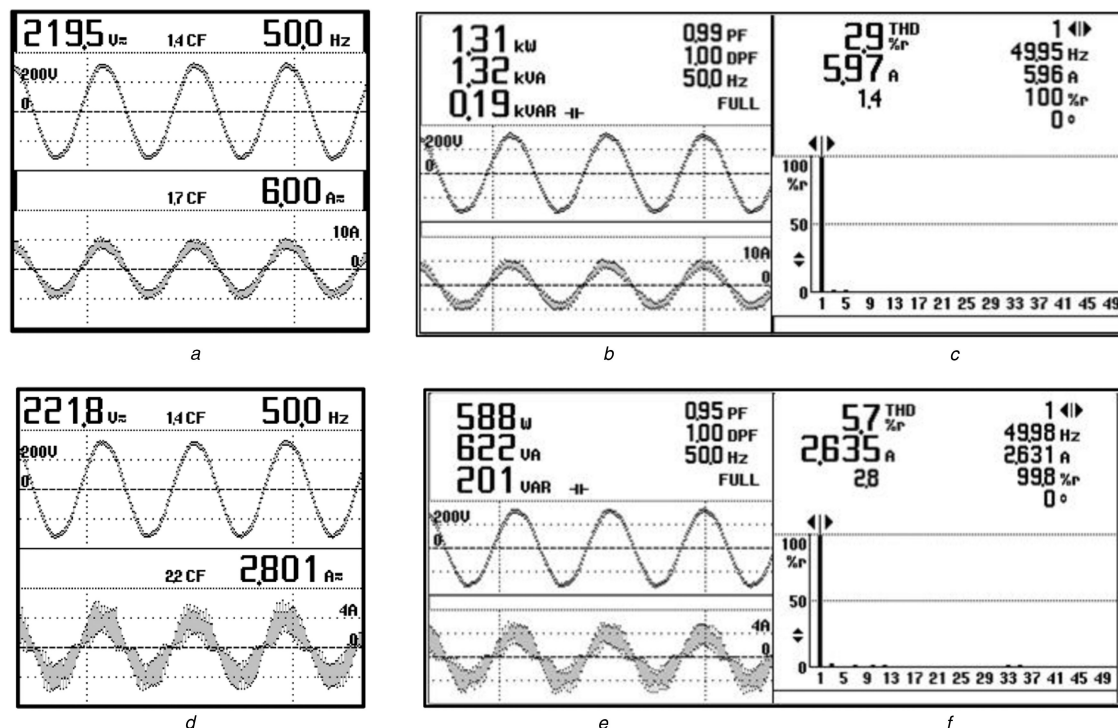 219.5 V≂ 1.4 CF 50.0 Hz
200V
0
1.7 CF 6.00 A≂
10A
0
a
1.31 kW 0.99 PF
1.32 kVA 1.00 DPF
0.19 kVAR 50.0 Hz
FULL
200V
0
10A
0
b
2.9 THD %r 1
5.97 A 49.95 Hz
1.4 5.96 A
100 %r
0 °
100
%r
50
0
1 5 9 13 17 21 25 29 33 37 41 45 49
c
221.8 V≂ 1.4 CF 50.0 Hz
200V
0
2.2 CF 2.801 A≂
4A
0
d
588 W 0.95 PF
622 VA 1.00 DPF
201 VAR 50.0 Hz
FULL
200V
0
4A
0
e
5.7 THD %r 1
2.635 A 49.98 Hz
2.8 2.631 A
99.8 %r
0 °
100
%r
50
0
1 5 9 13 17 21 25 29 33 37 41 45 49
f